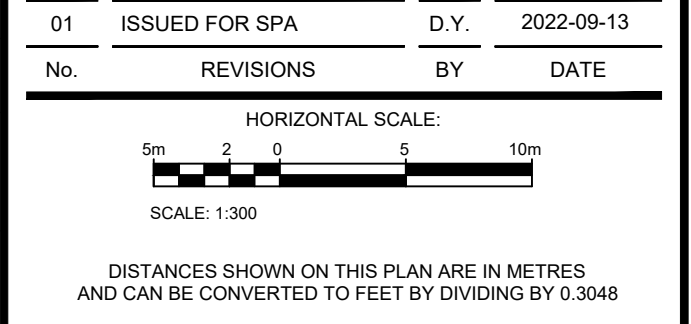 01 ISSUED FOR SPA D.Y. 2022-09-13
No. REVISIONS BY DATE
HORIZONTAL SCALE:
5m 2 0 5 10m
SCALE: 1:300
DISTANCES SHOWN ON THIS PLAN ARE IN METRES
AND CAN BE CONVERTED TO FEET BY DIVIDING BY 0.3048